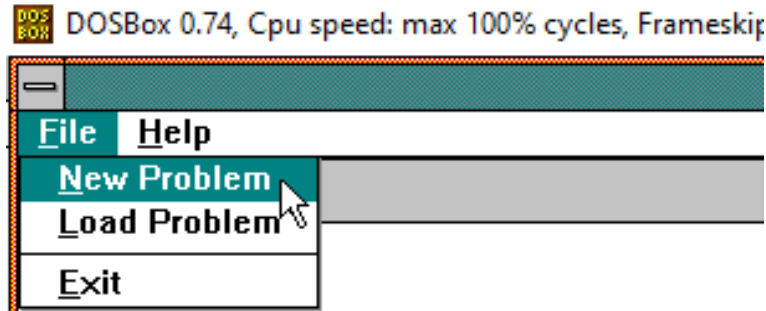 DOS BOX DOSBox 0.74, Cpu speed: max 100% cycles, Frameskip
File Help
New Problem
Load Problem
Exit